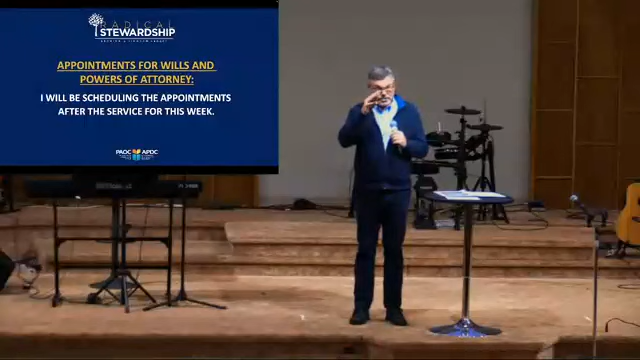 RADICAL
STEWARDSHIP
APPOINTMENTS FOR WILLS AND
POWERS OF ATTORNEY:
I WILL BE SCHEDULING THE APPOINTMENTS
AFTER THE SERVICE FOR THIS WEEK.
PAOC APDC